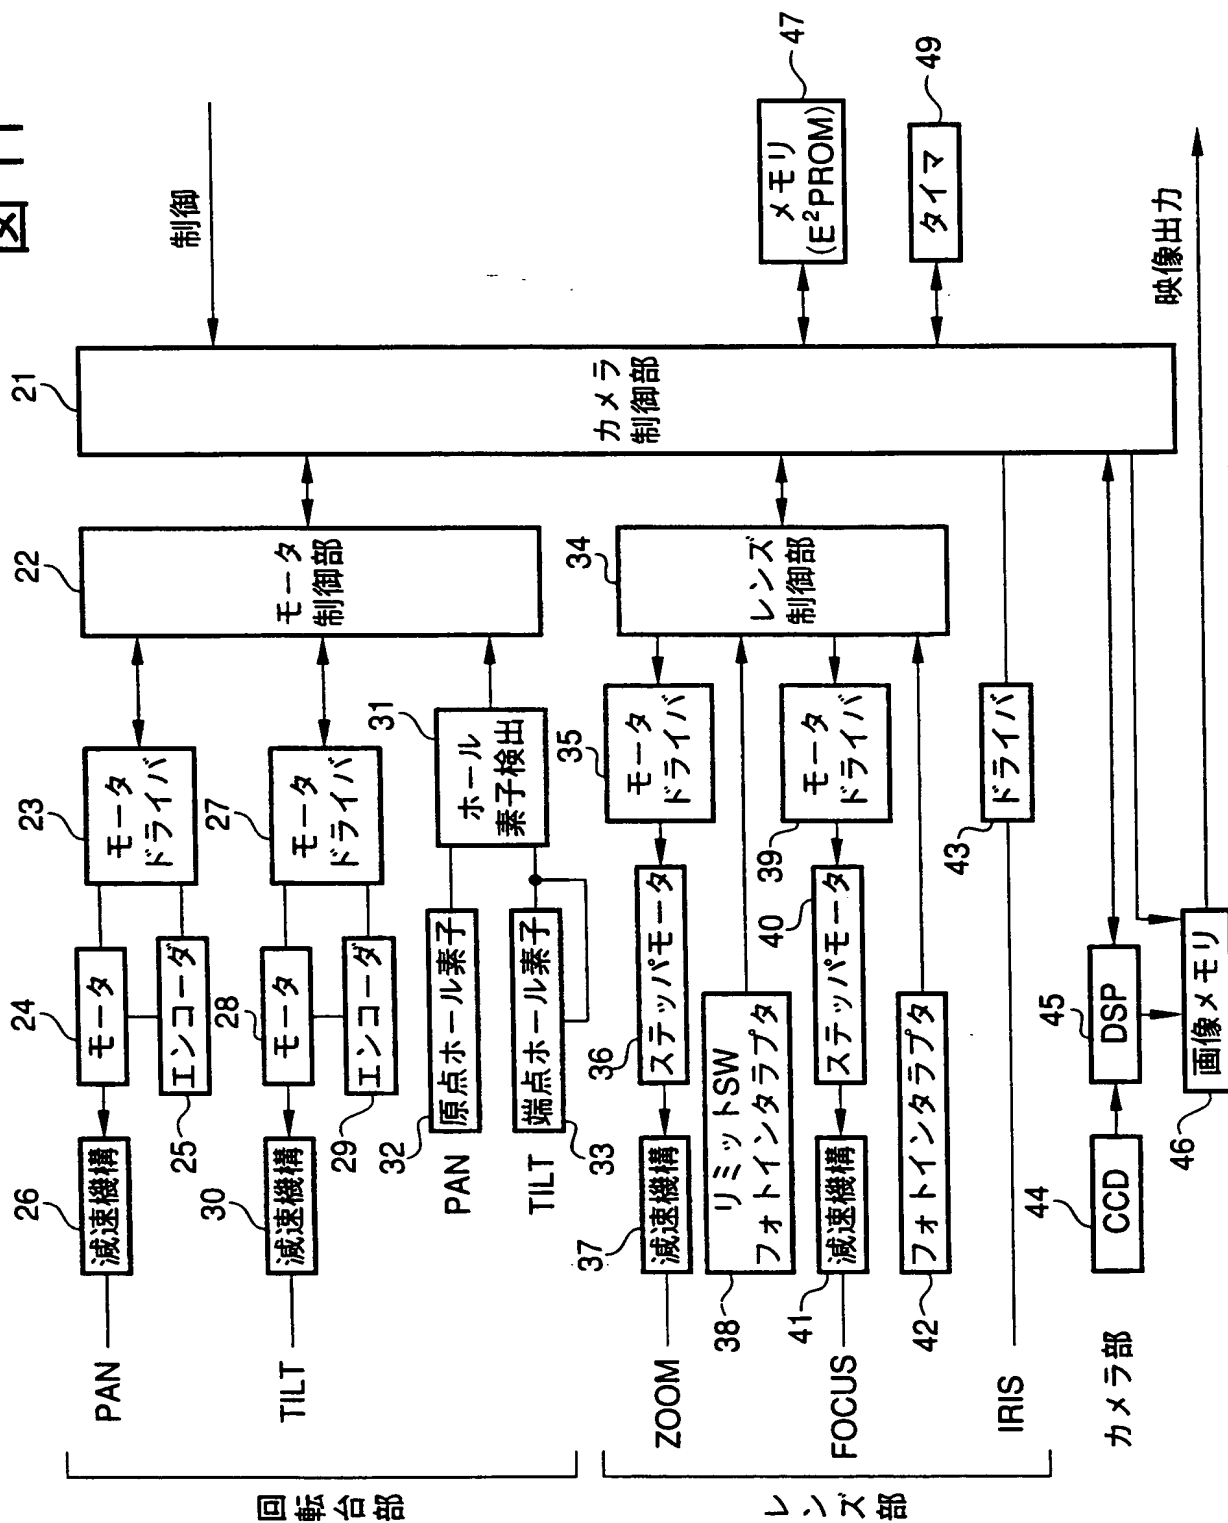 図 11
制御
21
カメラ
制御部
メモリ
(E²PROM)
47
タイマ
49
映像出力
22
モータ
制御部
23
モータ
ドライバ
24
モータ
エンコーダ
25
26
減速機構
PAN
27
モータ
ドライバ
28
モータ
エンコーダ
29
30
減速機構
TILT
31
ホール
素子検出
原点ホール素子
32
PAN
端点ホール素子
33
TILT
回転台部
34
レンズ
制御部
35
モータ
ドライバ
36
ステッパモータ
37
減速機構
ZOOM
リミットSW
フォトインタラプタ
38
39
モータ
ドライバ
40
ステッパモータ
41
減速機構
FOCUS
フォトインタラプタ
42
43
ドライバ
IRIS
レンズ部
カメラ部
44
CCD
45
DSP
46
画像メモリ